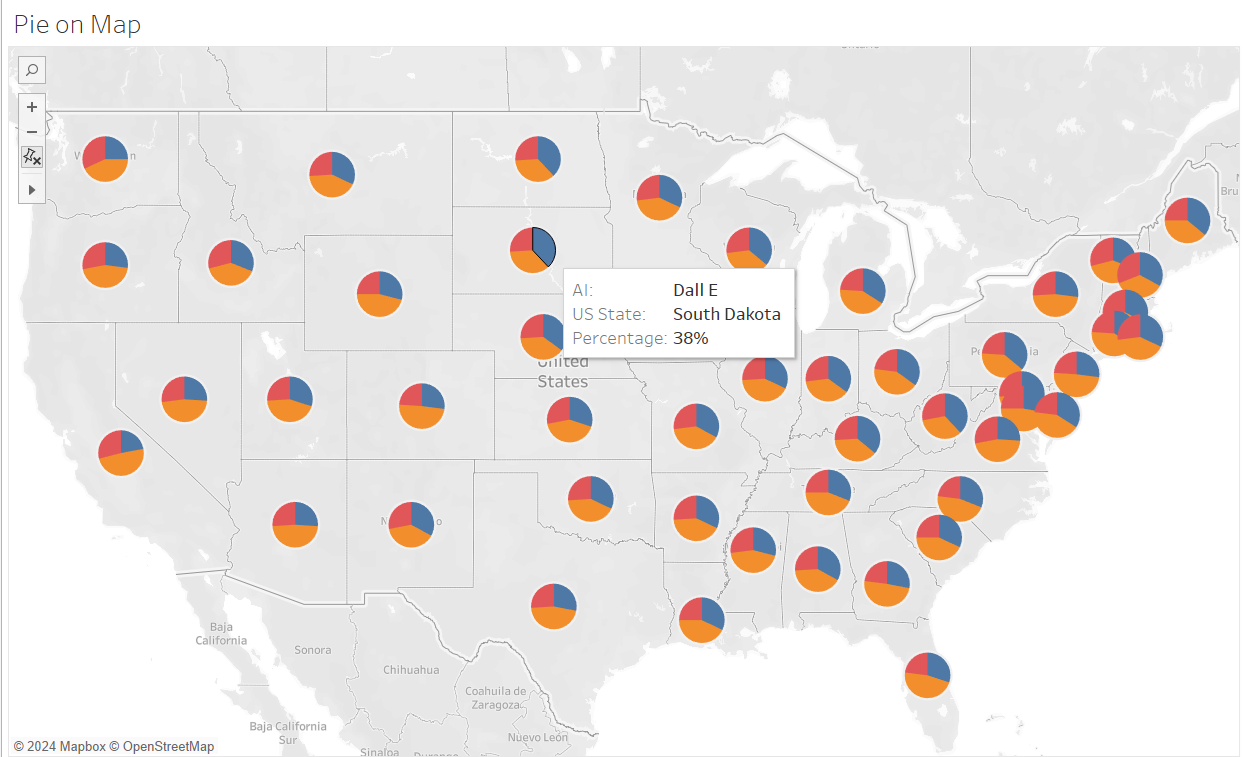 Pie on Map
United
States
AI: Dall E
US State: South Dakota
Percentage: 38%
Baja
California
Sonora
Chihuahua
Coahuila de
Zaragoza
Nuevo León
Baja California
Sur
Sinaloa
Durango
© 2024 Mapbox © OpenStreetMap